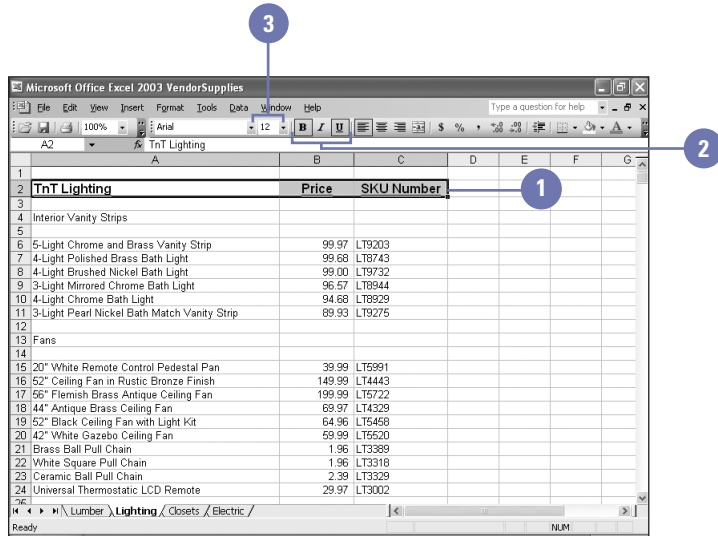 3
Microsoft Office Excel 2003 VendorSupplies
File Edit View Insert Format Tools Data Window Help Type a question for help
100% Arial 12 B I U $ % , A
2
A2 fx TnT Lighting
A B C D E F G
1
2 TnT Lighting Price SKU Number
1
3
4 Interior Vanity Strips
5
6 5-Light Chrome and Brass Vanity Strip 99.97 LT9203
7 4-Light Polished Brass Bath Light 99.68 LT8743
8 4-Light Brushed Nickel Bath Light 99.00 LT9732
9 3-Light Mirrored Chrome Bath Light 96.57 LT8944
10 4-Light Chrome Bath Light 94.68 LT8929
11 3-Light Pearl Nickel Bath Match Vanity Strip 89.93 LT9275
12
13 Fans
14
15 20" White Remote Control Pedestal Pan 39.99 LT5991
16 52" Ceiling Fan in Rustic Bronze Finish 149.99 LT4443
17 56" Flemish Brass Antique Ceiling Fan 199.99 LT5722
18 44" Antique Brass Ceiling Fan 69.97 LT4329
19 52" Black Ceiling Fan with Light Kit 64.96 LT5458
20 42" White Gazebo Ceiling Fan 59.99 LT5520
21 Brass Ball Pull Chain 1.96 LT3389
22 White Square Pull Chain 1.96 LT3318
23 Ceramic Ball Pull Chain 2.39 LT3329
24 Universal Thermostatic LCD Remote 29.97 LT3002
Lumber Lighting Closets Electric
Ready NUM